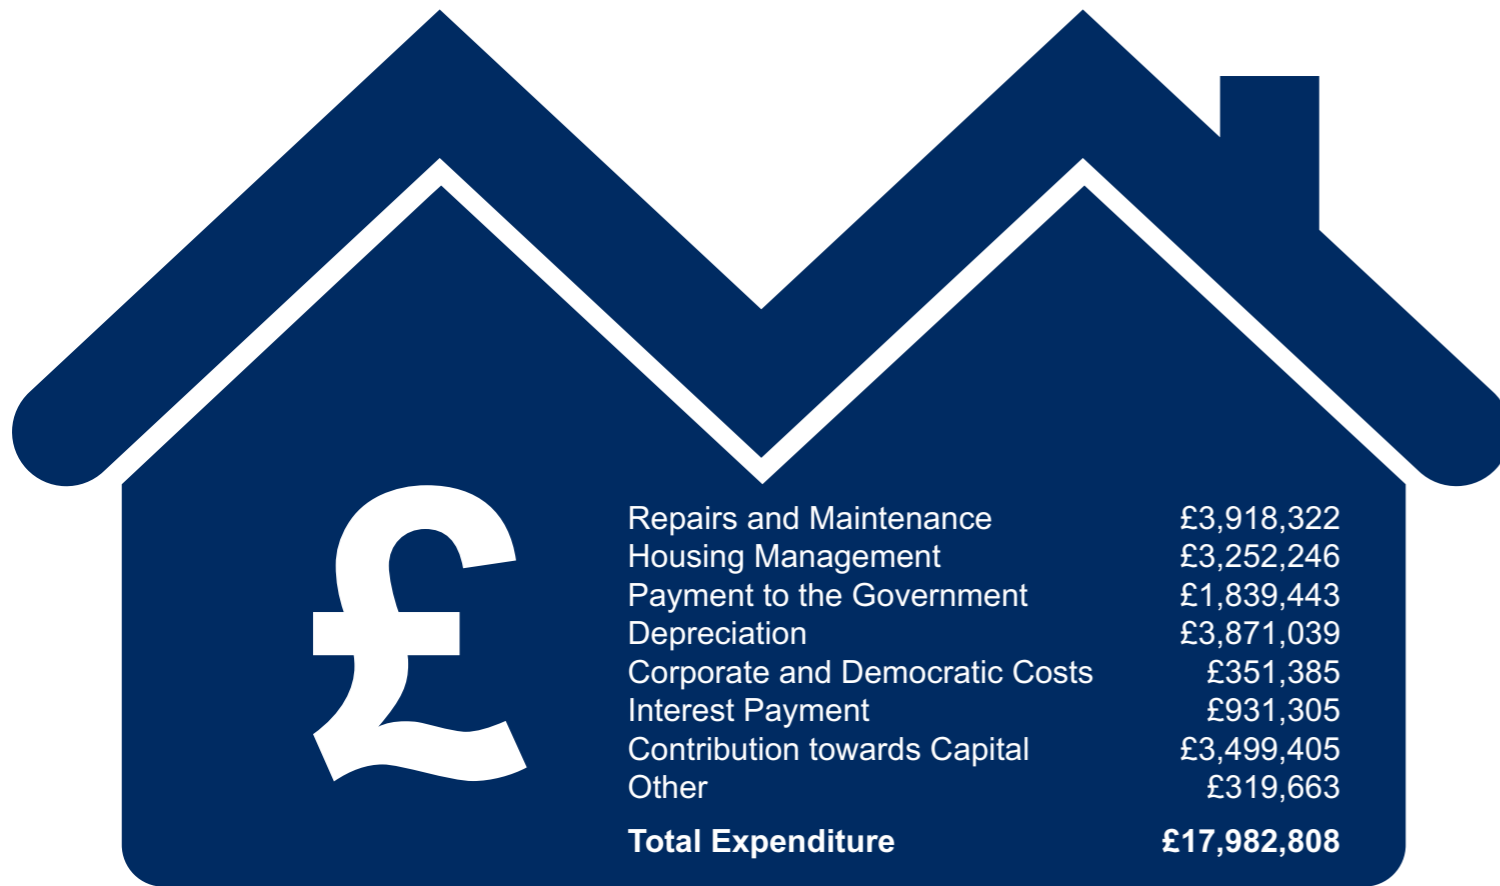 £
Repairs and Maintenance £3,918,322
Housing Management £3,252,246
Payment to the Government £1,839,443
Depreciation £3,871,039
Corporate and Democratic Costs £351,385
Interest Payment £931,305
Contribution towards Capital £3,499,405
Other £319,663
Total Expenditure £17,982,808